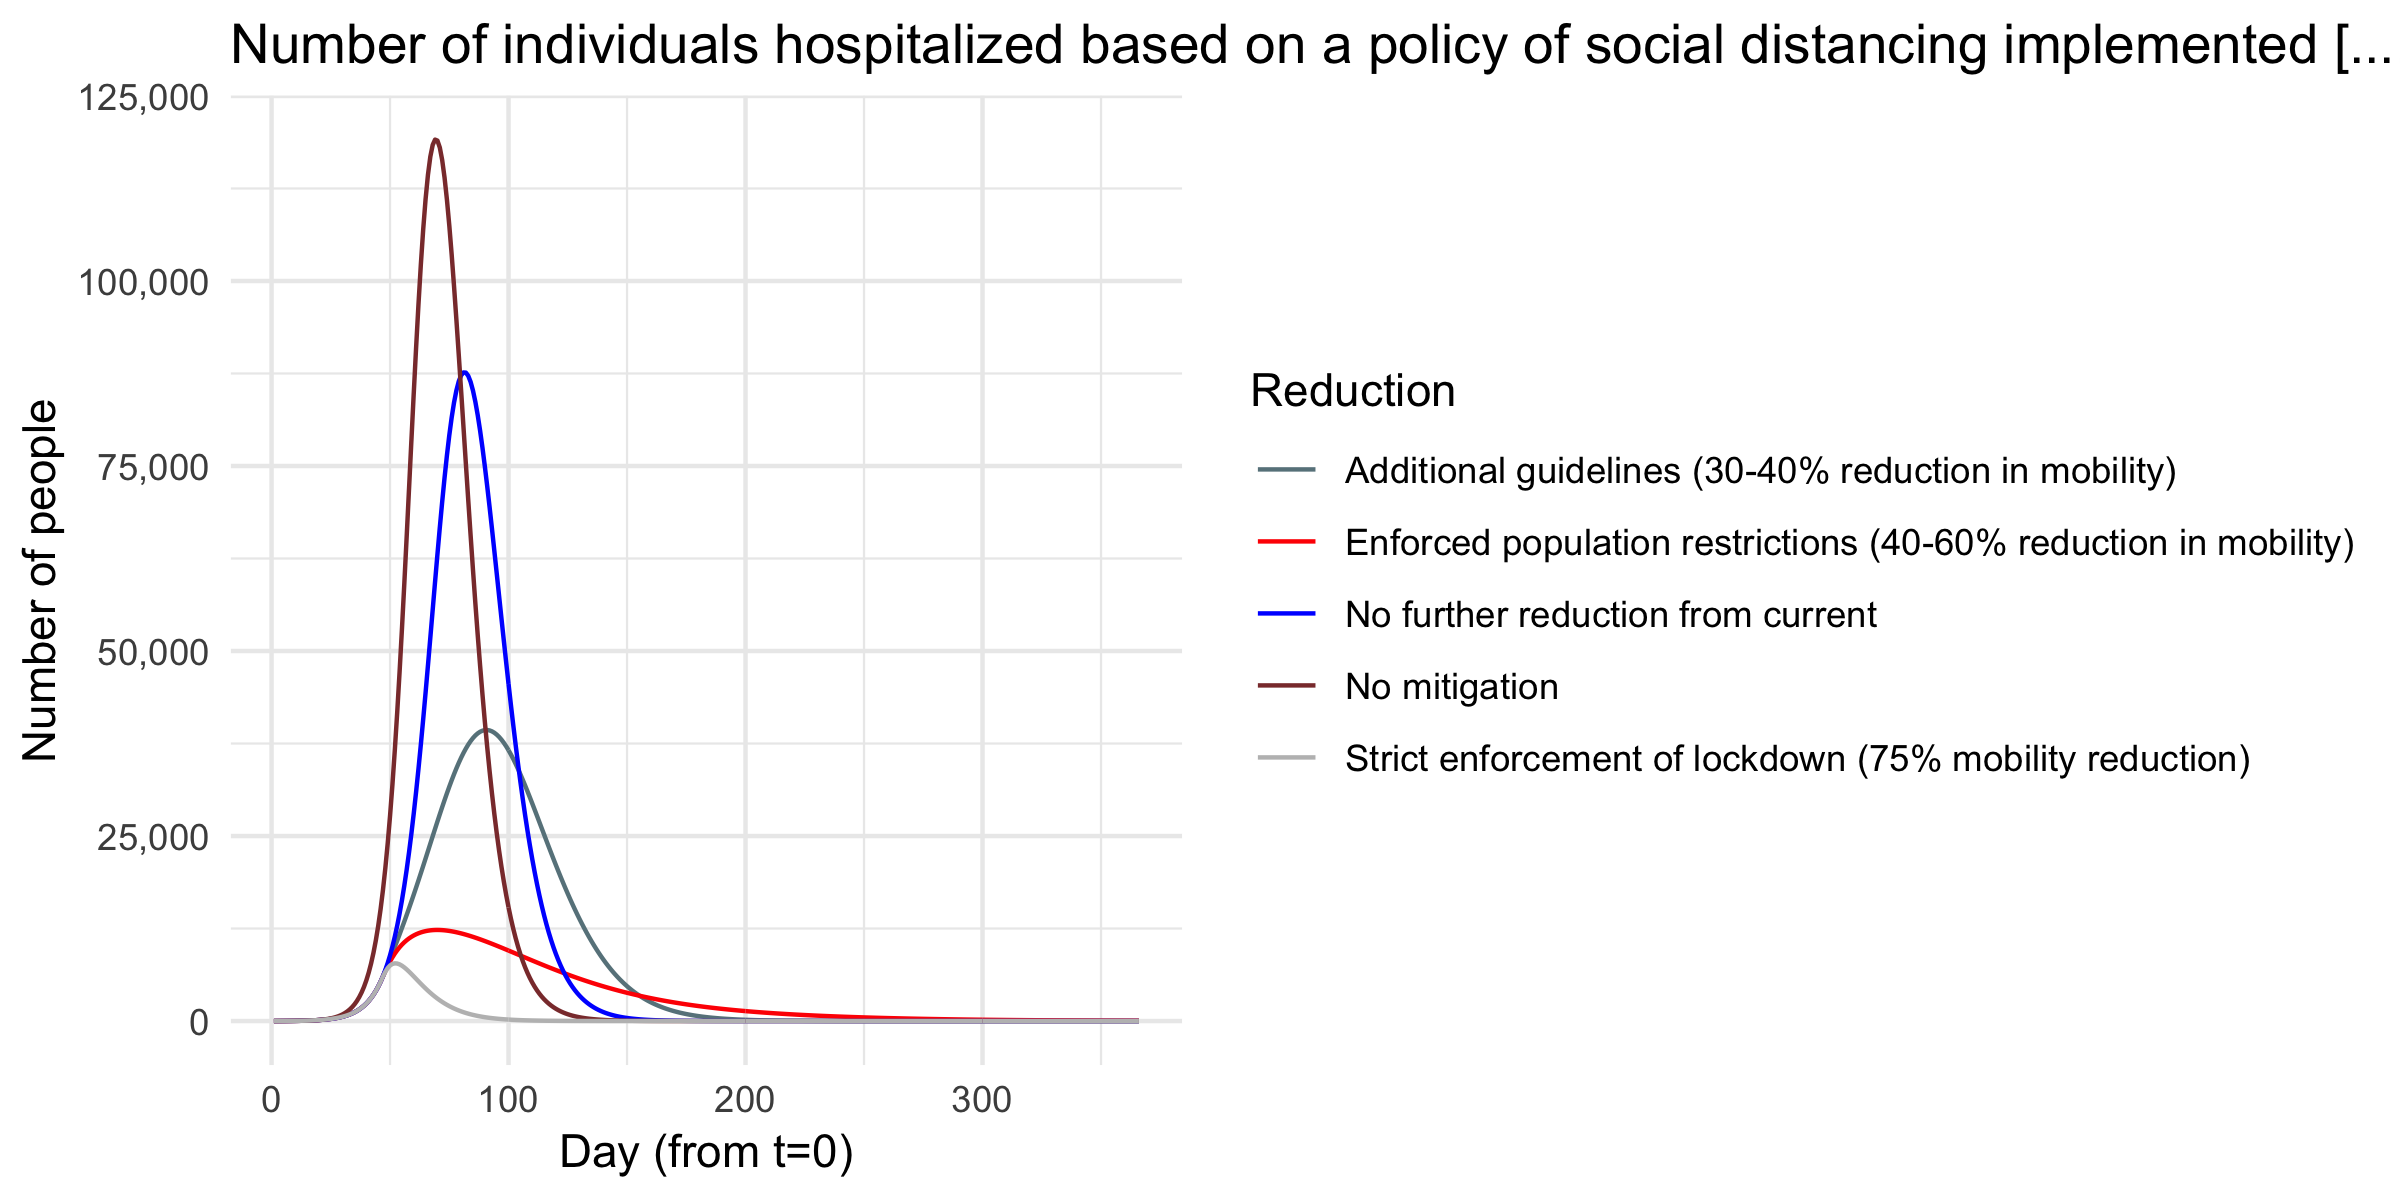 Number of individuals hospitalized based on a policy of social distancing implemented [...
125,000
100,000
75,000
50,000
25,000
0
Number of people
0 100 200 300
Day (from t=0)
Reduction
Additional guidelines (30-40% reduction in mobility)
Enforced population restrictions (40-60% reduction in mobility)
No further reduction from current
No mitigation
Strict enforcement of lockdown (75% mobility reduction)